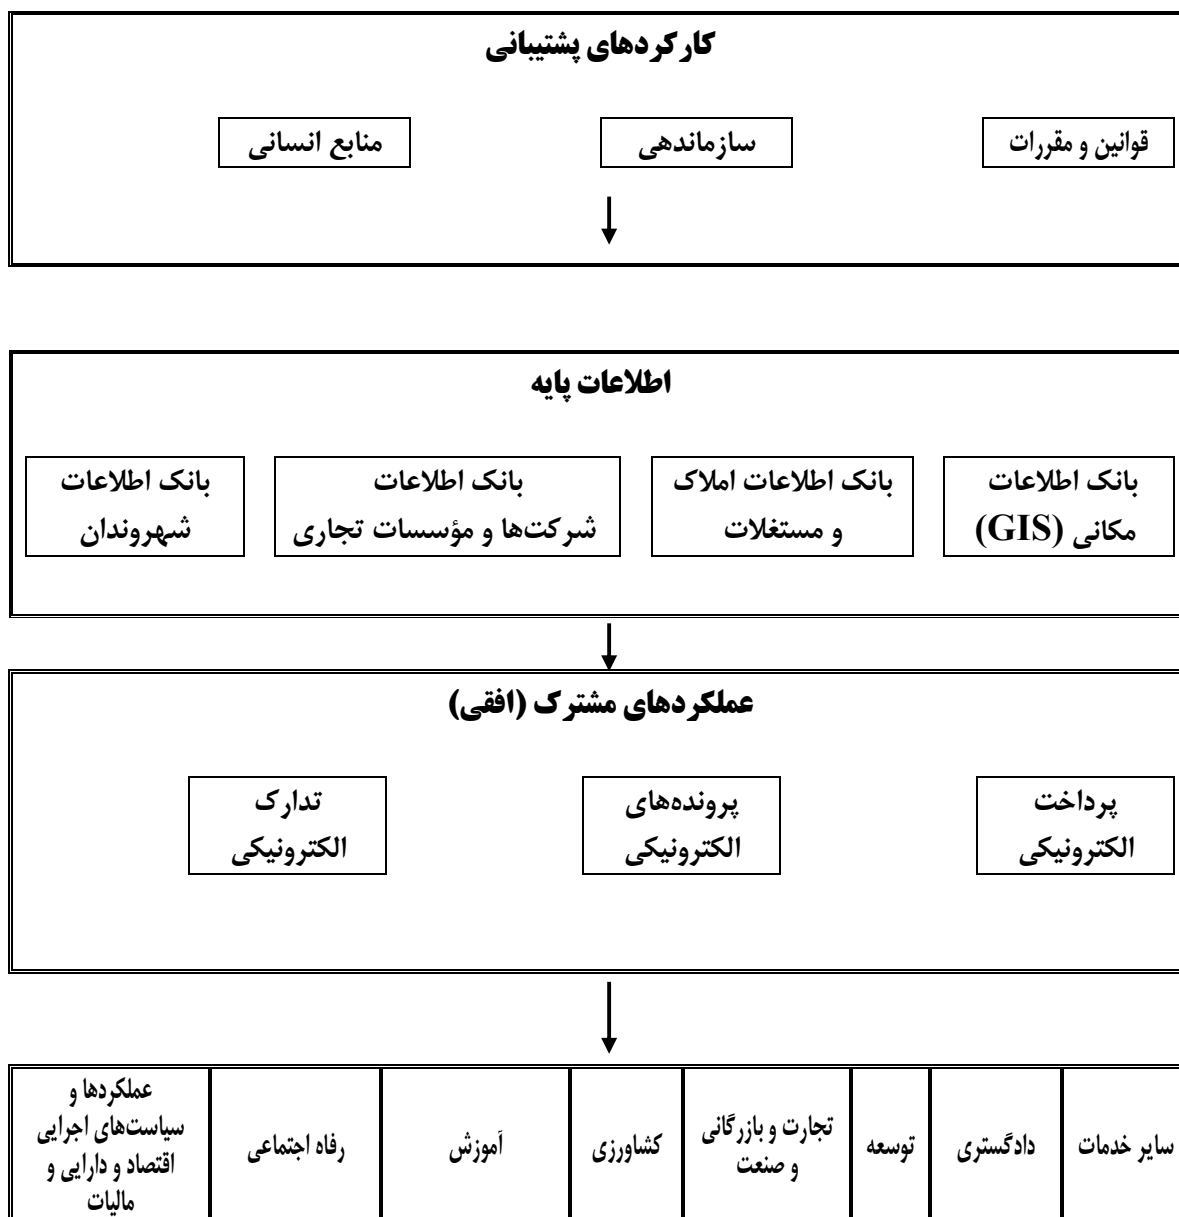 کارکردهای پشتیبانی
قوانین و مقررات
سازماندهی
منابع انسانی
اطلاعات پایه
بانک اطلاعات
مکانی (GIS)
بانک اطلاعات املاک
و مستغلات
بانک اطلاعات
شرکت‌ها و مؤسسات تجاری
بانک اطلاعات
شهروندان
عملکردهای مشترک (افقی)
پرداخت
الکترونیکی
پرونده‌های
الکترونیکی
تدارک
الکترونیکی
سایر خدمات
دادگستری
توسعه
تجارت و بازرگانی
و صنعت
کشاورزی
آموزش
رفاه اجتماعی
عملکردها و
سیاست‌های اجرایی
اقتصاد و دارایی و
مالیات